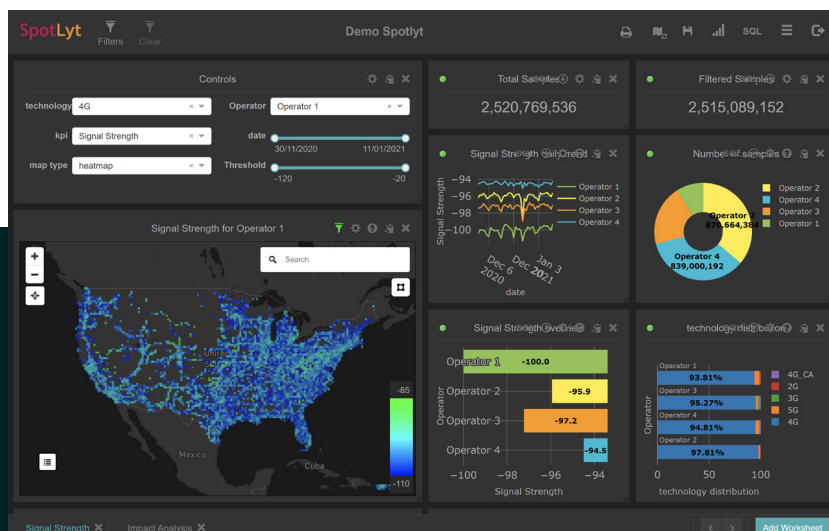 SpotLyt
Filters
Clear
Demo Spotlyt
SQL
Controls
technology
4G
Operator
Operator 1
kpi
Signal Strength
date
30/11/2020
11/01/2021
map type
heatmap
Threshold
-120
-20
Total Samples
2,520,769,536
Filtered Samples
2,515,089,152
Signal Strength for Operator 1
Search
United
Mexico
Cuba
-85
-110
Signal Strength Daily Trend
Signal Strength
−94
−96
−98
−100
Dec 6
2020
Dec 20
Jan 3
2021
date
Operator 1
Operator 2
Operator 3
Operator 4
Number of samples
Operator 2
870,664,384
Operator 4
839,000,192
Operator 2
Operator 4
Operator 3
Operator 1
Signal Strength overview
Operator
Operator 1
-100.0
Operator 2
-95.9
Operator 3
-97.2
Operator 4
-94.5
−100
−98
−96
−94
Signal Strength
technology distribution
Operator
Operator 1
93.81%
Operator 3
95.27%
Operator 4
94.81%
Operator 2
97.81%
0
50
100
technology distribution
4G_CA
2G
3G
5G
4G
Signal Strength
Impact Analysis
Add Worksheet